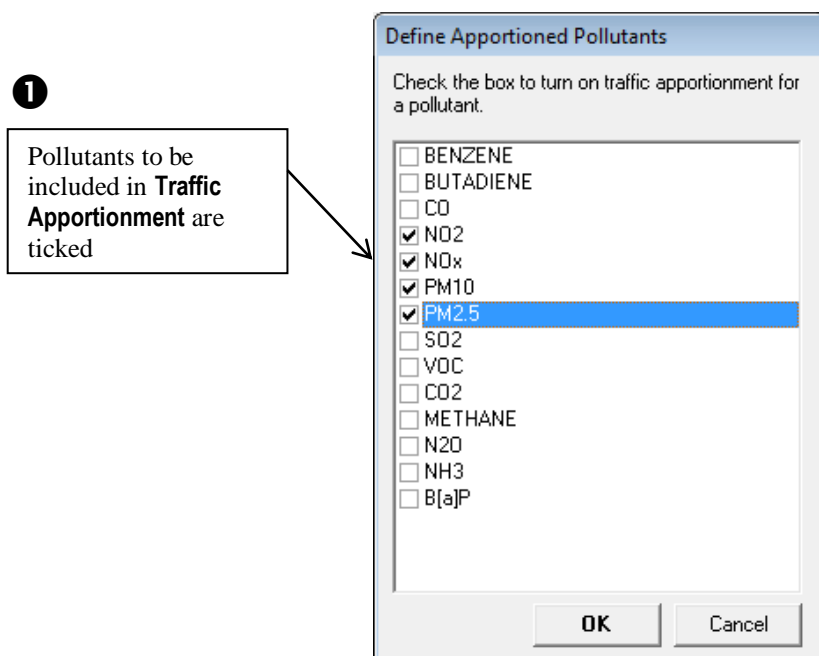 Define Apportioned Pollutants
Check the box to turn on traffic apportionment for
a pollutant.
❶
Pollutants to be
included in Traffic
Apportionment are
ticked
BENZENE
BUTADIENE
CO
NO2
NOx
PM10
PM2.5
SO2
VOC
CO2
METHANE
N2O
NH3
B[a]P
OK
Cancel